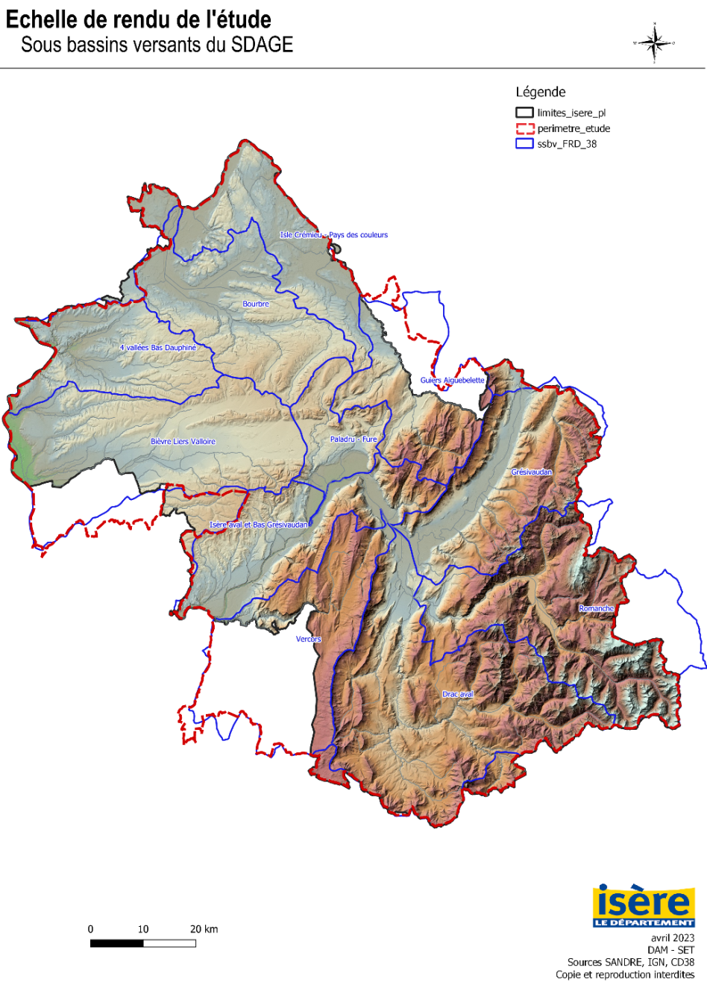 Echelle de rendu de l'étude
Sous bassins versants du SDAGE
W O
Légende
limites_isere_pl
perimetre_etude
ssbv_FRD_38
Isle Crémieu - Pays des couleurs
Bourbre
4 vallées Bas Dauphiné
Guiers Aiguebelette
Bièvre Liers Valloire
Paladru - Fure
Grésivaudan
Isère aval et Bas Grésivaudan
Romanche
Vercors
Drac aval
0 10 20 km
isère
LE DÉPARTEMENT
avril 2023
DAM - SET
Sources SANDRE, IGN, CD38
Copie et reproduction interdites